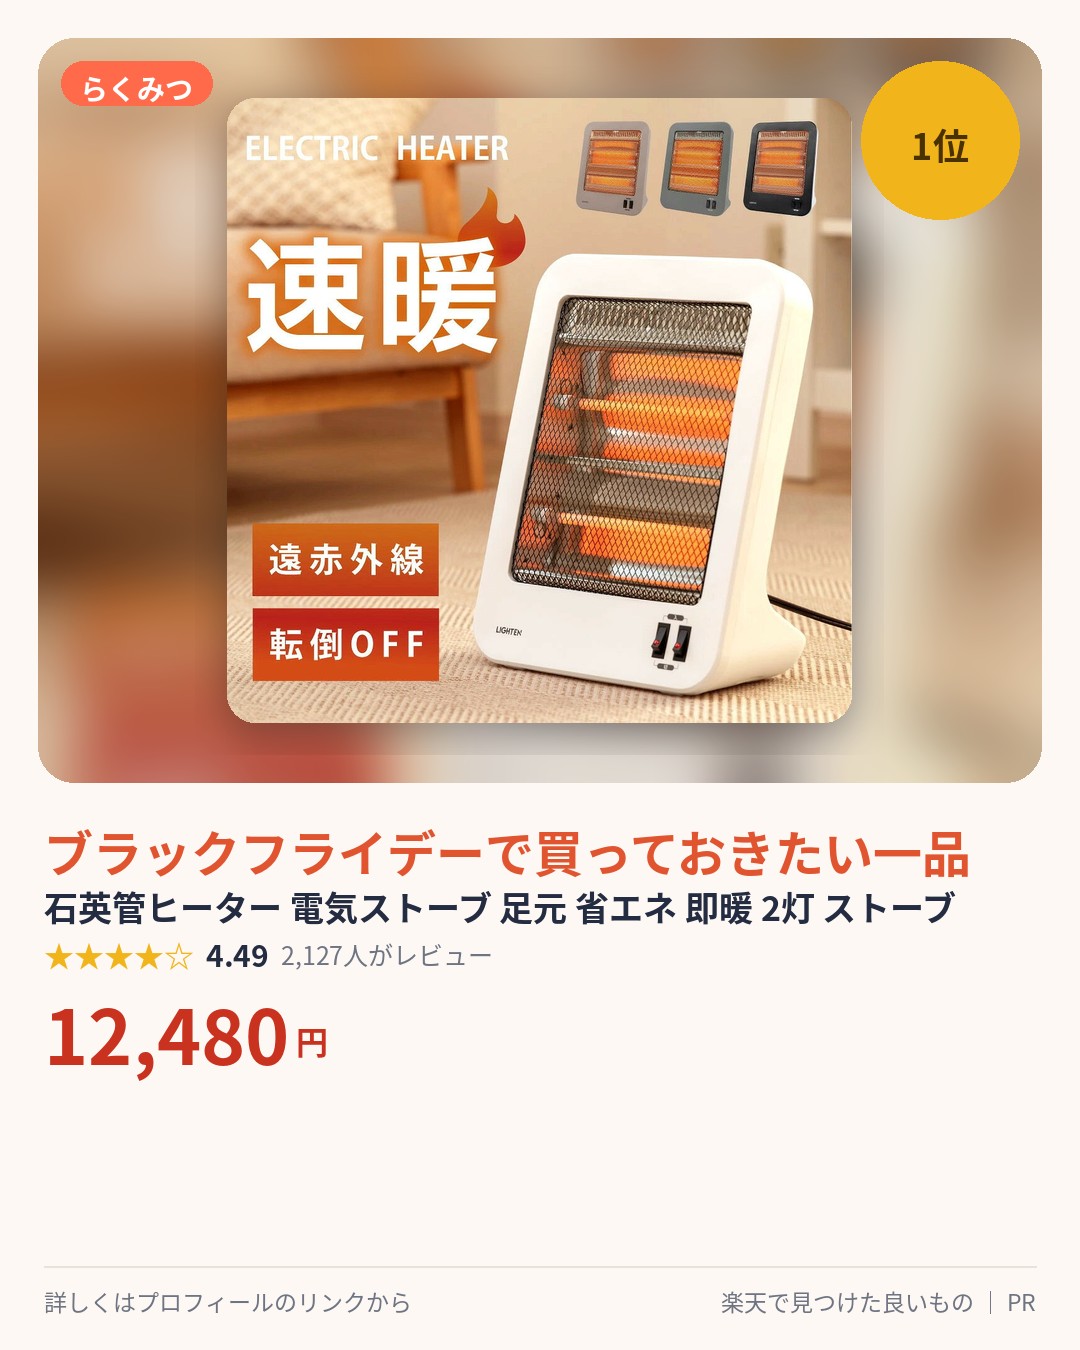 らくみつ
1位
ELECTRIC HEATER
速暖
遠赤外線
転倒OFF
LIGHTEN
ブラックフライデーで買っておきたい一品
石英管ヒーター 電気ストーブ 足元 省エネ 即暖 2灯 ストーブ
★★★★☆ 4.49 2,127人がレビュー
12,480円
詳しくはプロフィールのリンクから
楽天で見つけた良いもの｜PR